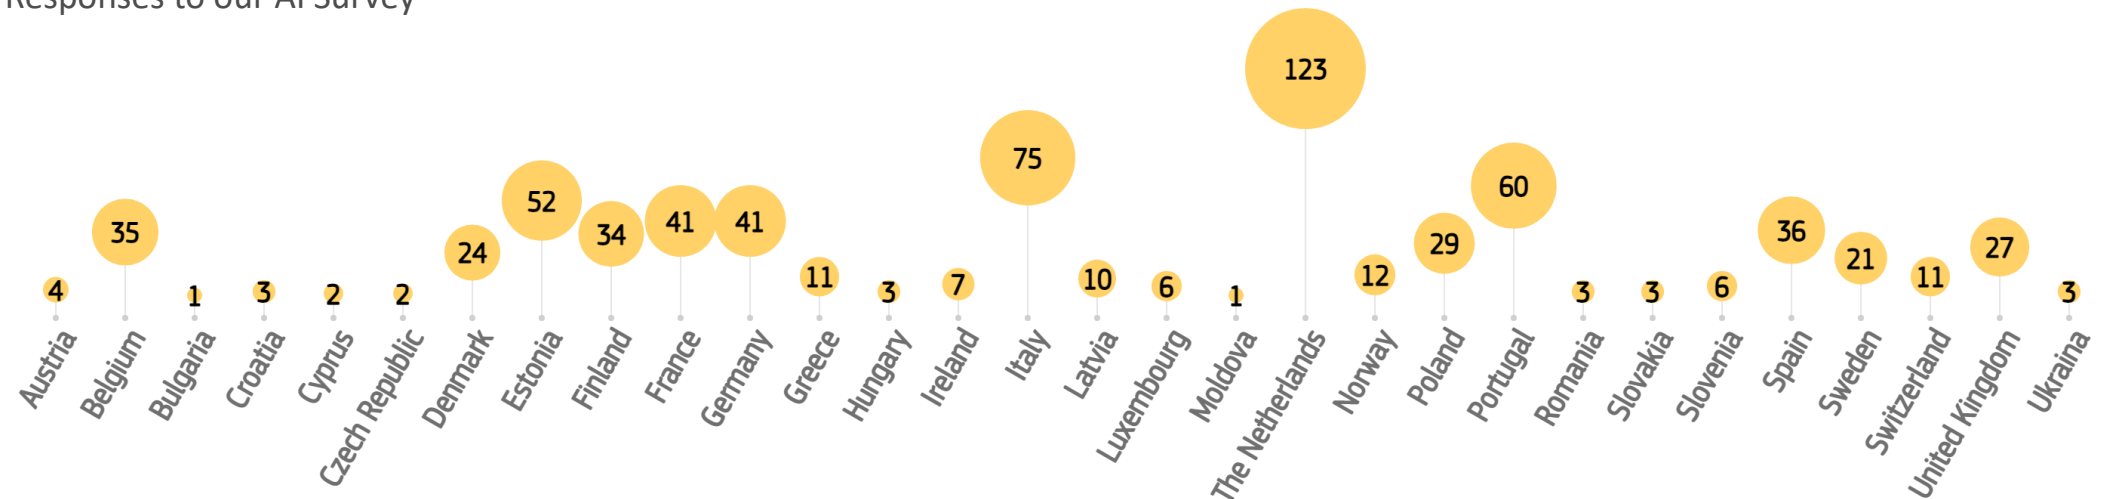 Responses to our AI Survey
123
75
60
52
41
41
35
34
36
29
24
27
21
11
12
11
10
7
4
1
3
2
2
3
6
1
3
3
6
3
Austria
Belgium
Bulgaria
Croatia
Cyprus
Czech Republic
Denmark
Estonia
Finland
France
Germany
Greece
Hungary
Ireland
Italy
Latvia
Luxembourg
Moldova
The Netherlands
Norway
Poland
Portugal
Romania
Slovakia
Slovenia
Spain
Sweden
Switzerland
United Kingdom
Ukraina